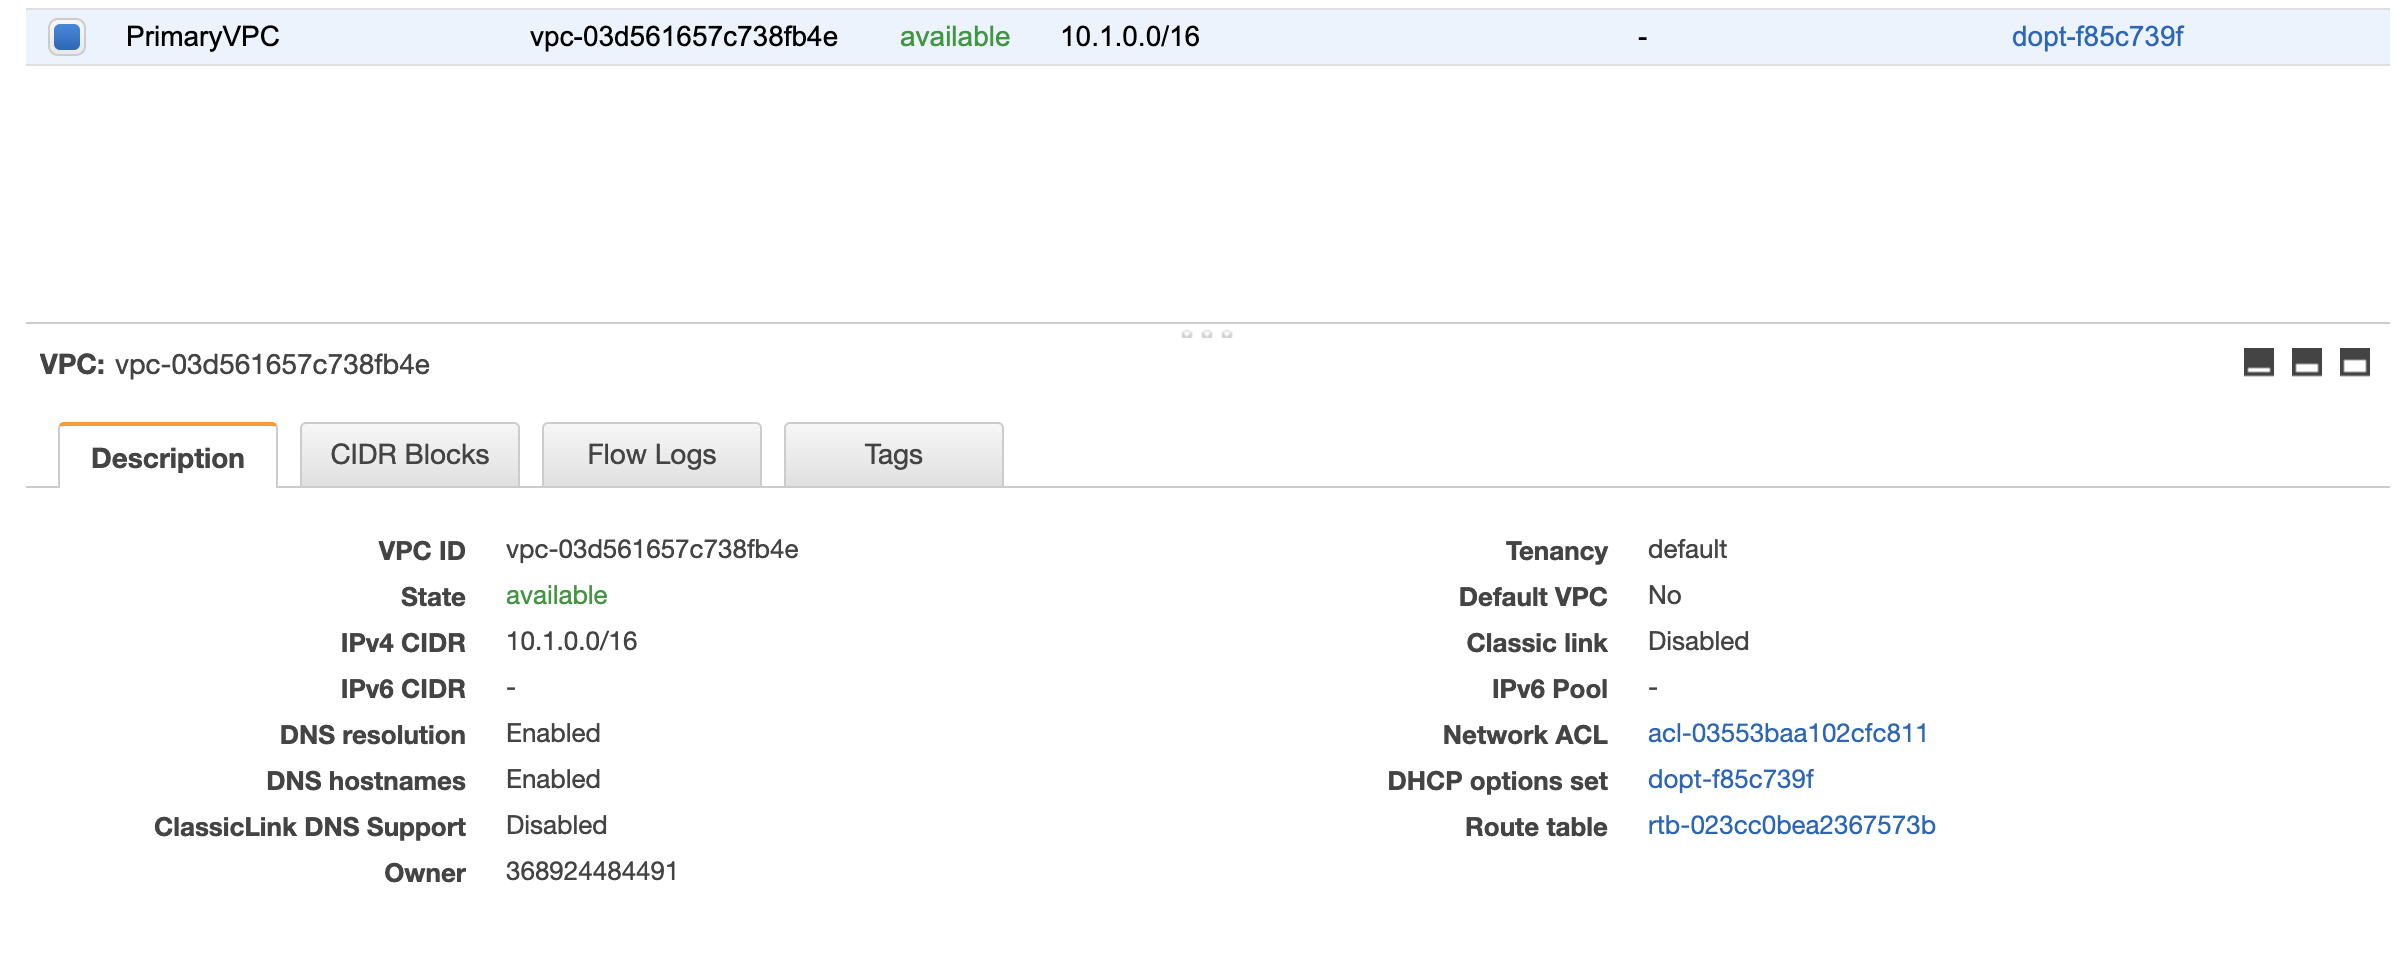 PrimaryVPC vpc-03d561657c738fb4e available 10.1.0.0/16 - dopt-f85c739f
VPC: vpc-03d561657c738fb4e
Description CIDR Blocks Flow Logs Tags
VPC ID vpc-03d561657c738fb4e
State available
IPv4 CIDR 10.1.0.0/16
IPv6 CIDR -
DNS resolution Enabled
DNS hostnames Enabled
ClassicLink DNS Support Disabled
Owner 368924484491
Tenancy default
Default VPC No
Classic link Disabled
IPv6 Pool -
Network ACL acl-03553baa102cfc811
DHCP options set dopt-f85c739f
Route table rtb-023cc0bea2367573b